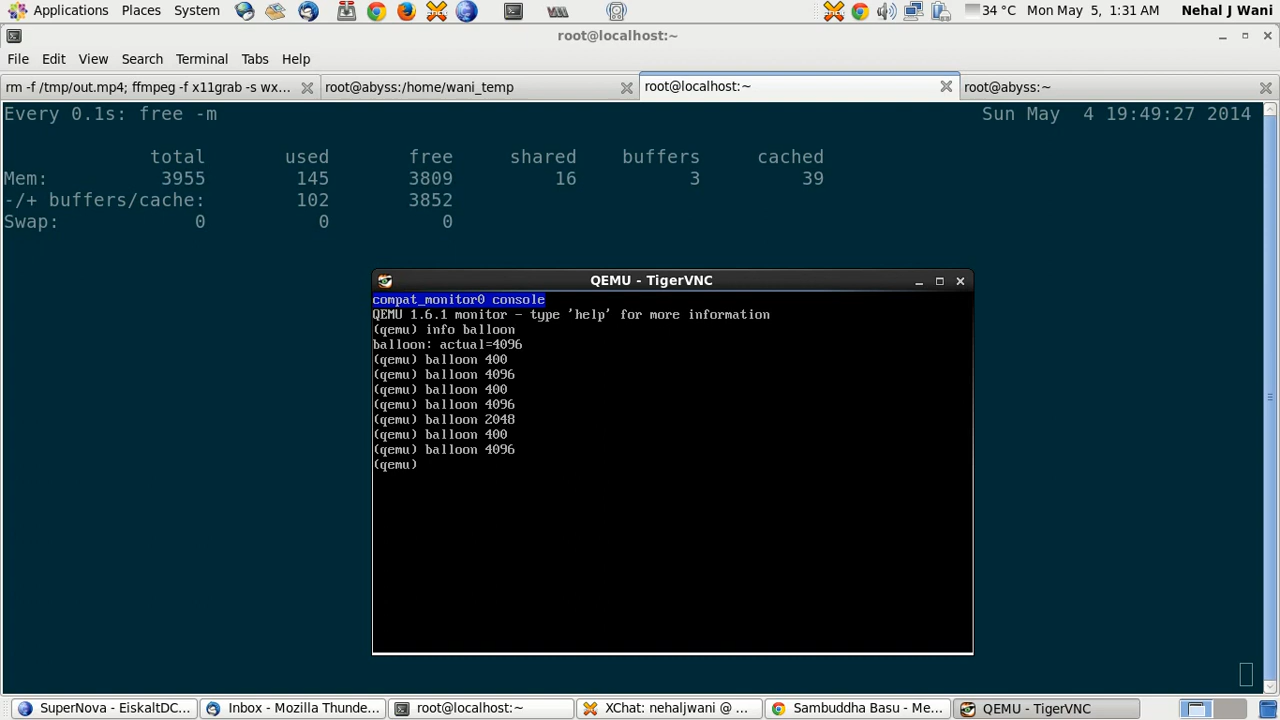 Applications Places System 34 °C Mon May 5, 1:31 AM Nehal J Wani
root@localhost:~
File Edit View Search Terminal Tabs Help
rm -f /tmp/out.mp4; ffmpeg -f x11grab -s wx... root@abyss:/home/wani_temp root@localhost:~ root@abyss:~
Every 0.1s: free -m Sun May 4 19:49:27 2014
total used free shared buffers cached
Mem: 3955 145 3809 16 3 39
-/+ buffers/cache: 102 3852
Swap: 0 0 0
QEMU - TigerVNC
compat_monitor0 console
QEMU 1.6.1 monitor - type 'help' for more information
(qemu) info balloon
balloon: actual=4096
(qemu) balloon 400
(qemu) balloon 4096
(qemu) balloon 400
(qemu) balloon 4096
(qemu) balloon 2048
(qemu) balloon 400
(qemu) balloon 4096
(qemu)
SuperNova - EiskaltDC... Inbox - Mozilla Thunde... root@localhost:~ XChat: nehaljwani @ ... Sambuddha Basu - Me... QEMU - TigerVNC